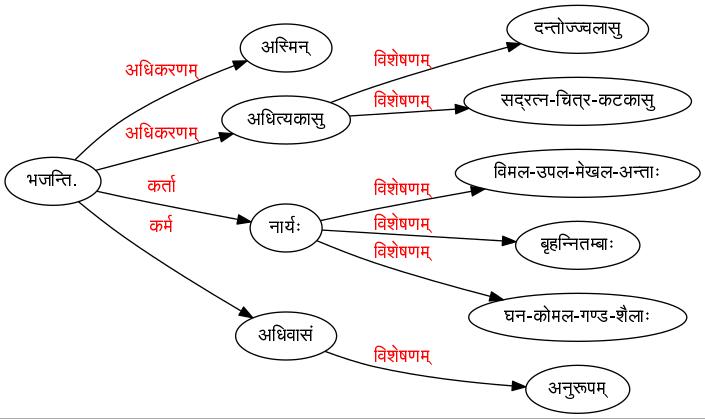 दन्तोज्ज्वलासु
अस्मिन्
विशेषणम्
अधिकरणम्
विशेषणम्
सद्रत्न-चित्र-कटकासु
अधित्यकासु
अधिकरणम्
विमल-उपल-मेखल-अन्ताः
भजन्ति.
कर्ता
विशेषणम्
कर्म
नार्यः
विशेषणम्
बृहन्नितम्बाः
विशेषणम्
घन-कोमल-गण्ड-शैलाः
अधिवासं
विशेषणम्
अनुरूपम्